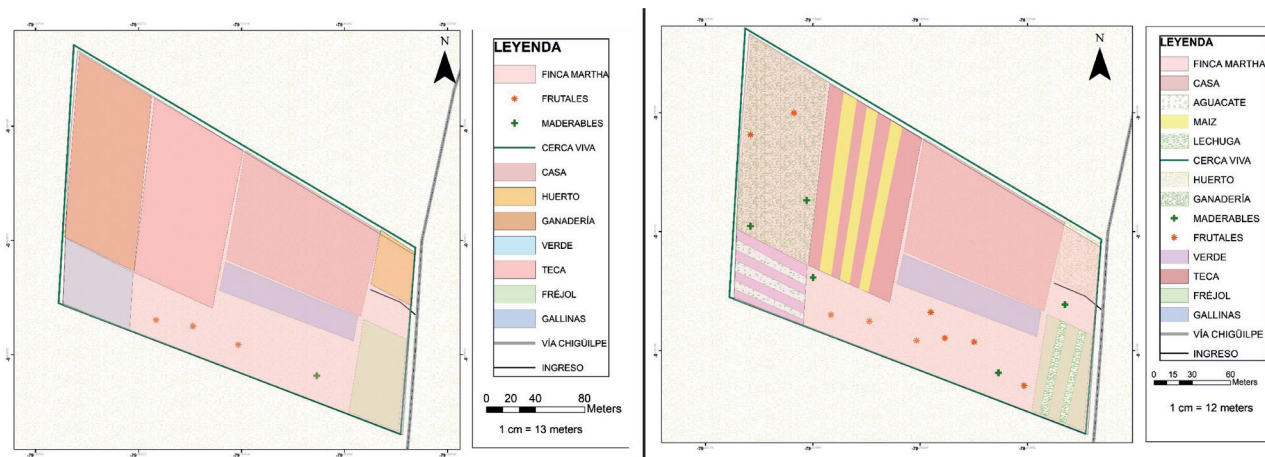 N
LEYENDA
FINCA MARTHA
FRUTALES
MADERABLES
CERCA VIVA
CASA
HUERTO
GANADERÍA
VERDE
TECA
FRÉJOL
GALLINAS
VÍA CHIGÜILPE
INGRESO
0 20 40 80
Meters
1 cm = 13 meters
N
LEYENDA
FINCA MARTHA
CASA
AGUACATE
MAIZ
LECHUGA
CERCA VIVA
HUERTO
GANADERÍA
MADERABLES
FRUTALES
VERDE
TECA
FRÉJOL
GALLINAS
VÍA CHIGÜILPE
INGRESO
0 15 30 60
Meters
1 cm = 12 meters